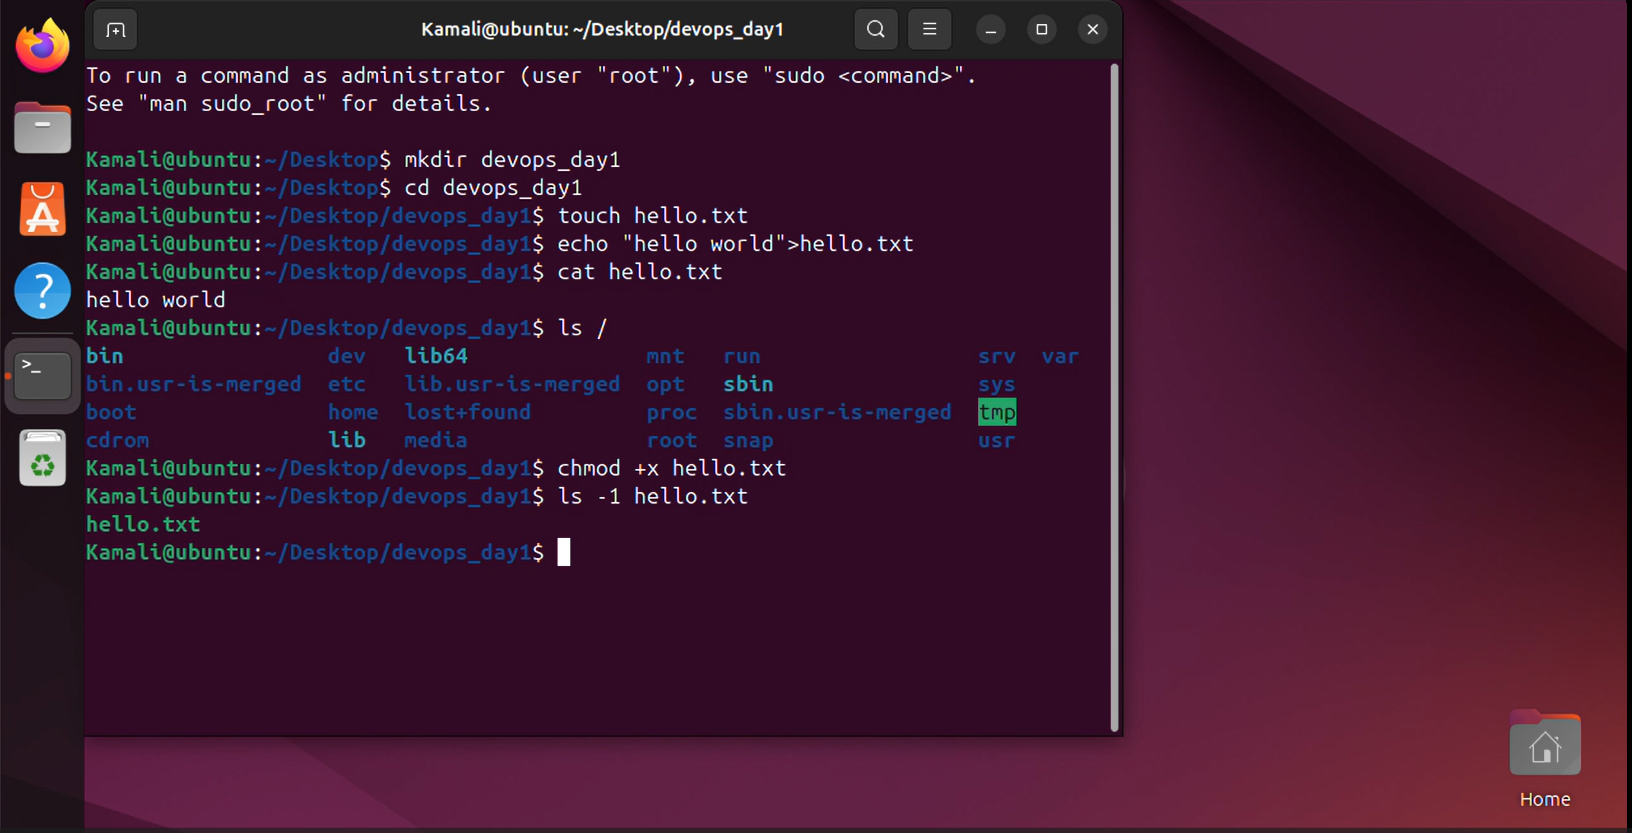 Kamali@ubuntu: ~/Desktop/devops_day1
To run a command as administrator (user "root"), use "sudo <command>".
See "man sudo_root" for details.
Kamali@ubuntu:~/Desktop$ mkdir devops_day1
Kamali@ubuntu:~/Desktop$ cd devops_day1
Kamali@ubuntu:~/Desktop/devops_day1$ touch hello.txt
Kamali@ubuntu:~/Desktop/devops_day1$ echo "hello world">hello.txt
Kamali@ubuntu:~/Desktop/devops_day1$ cat hello.txt
hello world
Kamali@ubuntu:~/Desktop/devops_day1$ ls /
bin dev lib64 mnt run srv var
bin.usr-is-merged etc lib.usr-is-merged opt sbin sys
boot home lost+found proc sbin.usr-is-merged tmp
cdrom lib media root snap usr
Kamali@ubuntu:~/Desktop/devops_day1$ chmod +x hello.txt
Kamali@ubuntu:~/Desktop/devops_day1$ ls -1 hello.txt
hello.txt
Kamali@ubuntu:~/Desktop/devops_day1$
Home